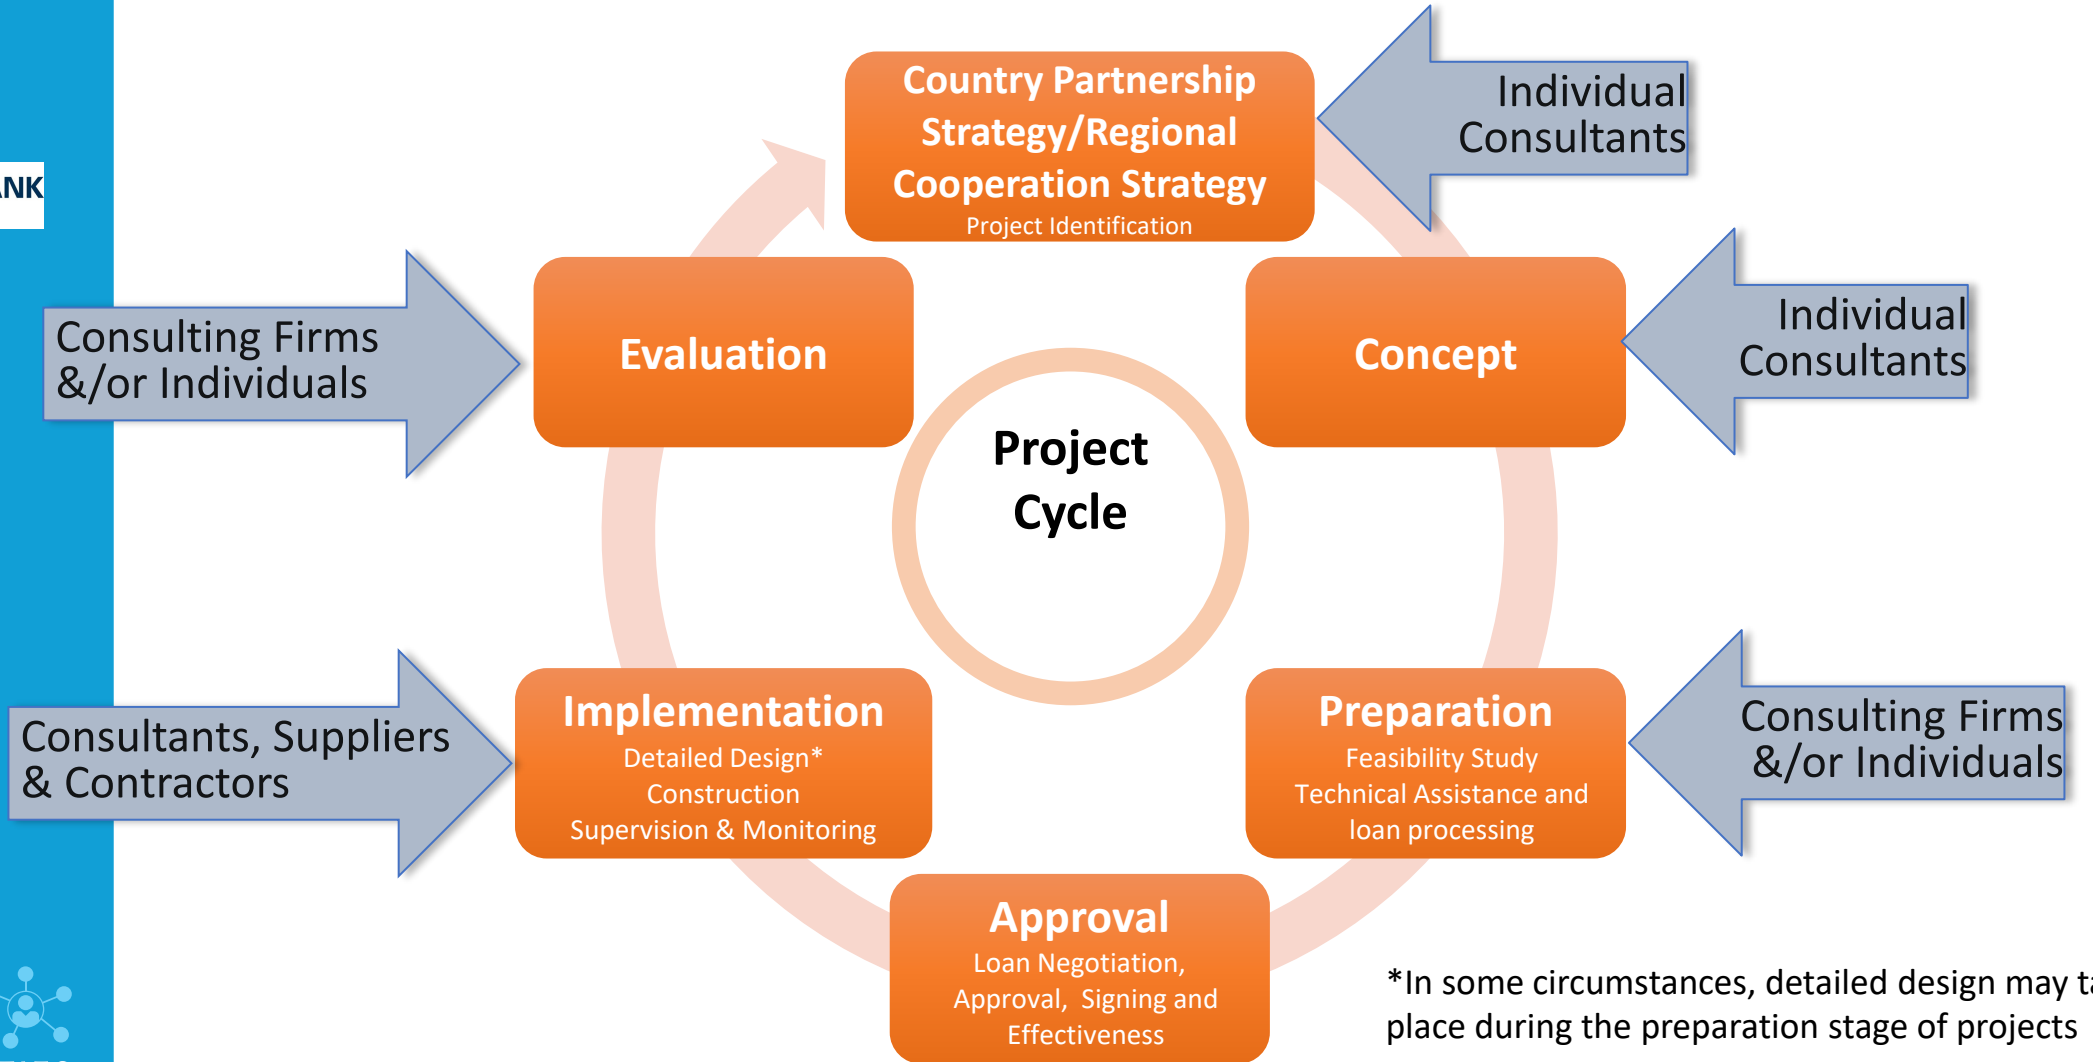 Country Partnership
Strategy/Regional
Cooperation Strategy
Project Identification
Individual
Consultants
Concept
Individual
Consultants
Evaluation
Consulting Firms
&/or Individuals
Project
Cycle
Implementation
Detailed Design*
Construction
Supervision & Monitoring
Consultants, Suppliers
& Contractors
Preparation
Feasibility Study
Technical Assistance and
loan processing
Consulting Firms
&/or Individuals
Approval
Loan Negotiation,
Approval, Signing and
Effectiveness
*In some circumstances, detailed design may
place during the preparation stage of projects